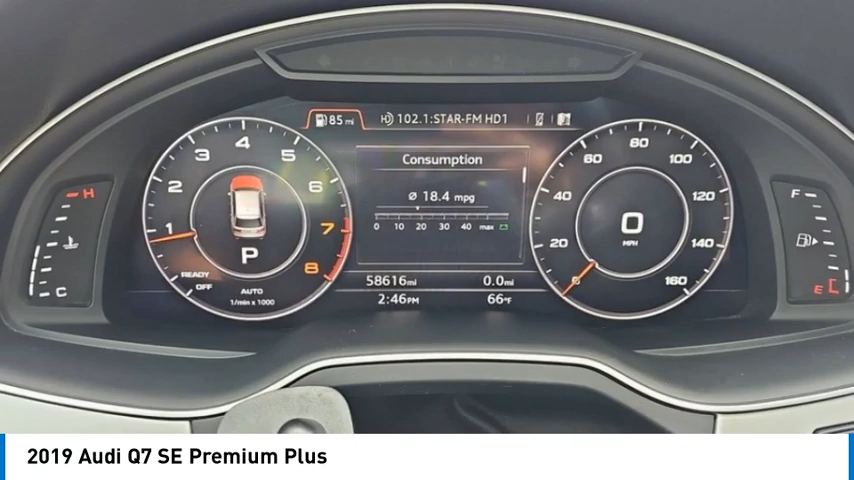 85 mi 102.1:STAR-FM HD1
Consumption
Ø 18.4 mpg
0 10 20 30 40 max
58616mi 0.0mi
2:46PM 66°F
H
C
1 2 3 4 5 6 7 8
P
READY
OFF
AUTO
1/min x 1000
20 40 60 80 100 120 140 160
0
MPH
F
E
2019 Audi Q7 SE Premium Plus